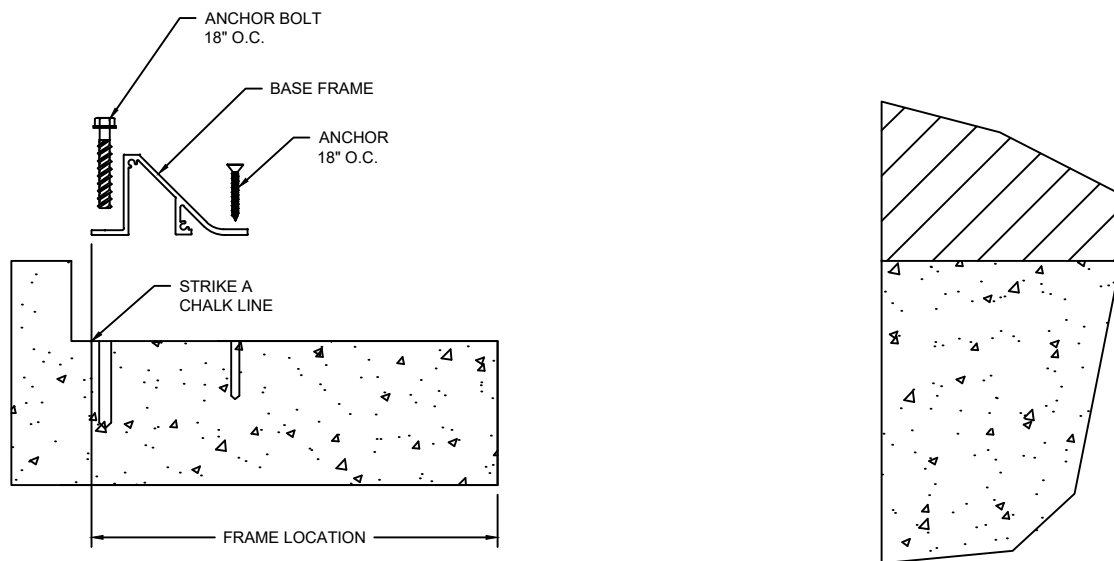 ANCHOR BOLT
18" O.C.
BASE FRAME
ANCHOR
18" O.C.
STRIKE A
CHALK LINE
FRAME LOCATION